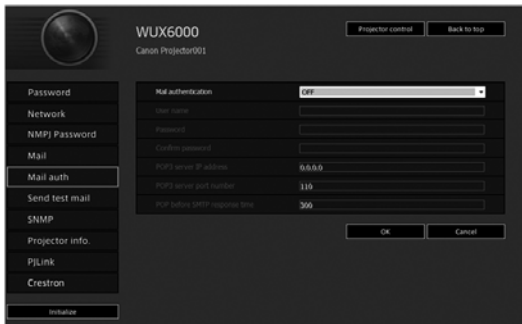 WUX6000
Canon Projector001
Projector control
Back to top
Password
Network
NMPJ Password
Mail
Mail auth
Send test mail
SNMP
Projector info.
PJLink
Crestron
Initialize
Mail authentication OFF
User name
Password
Confirm password
POP3 server IP address 0.0.0.0
POP3 server port number 110
POP before SMTP response time 300
OK
Cancel